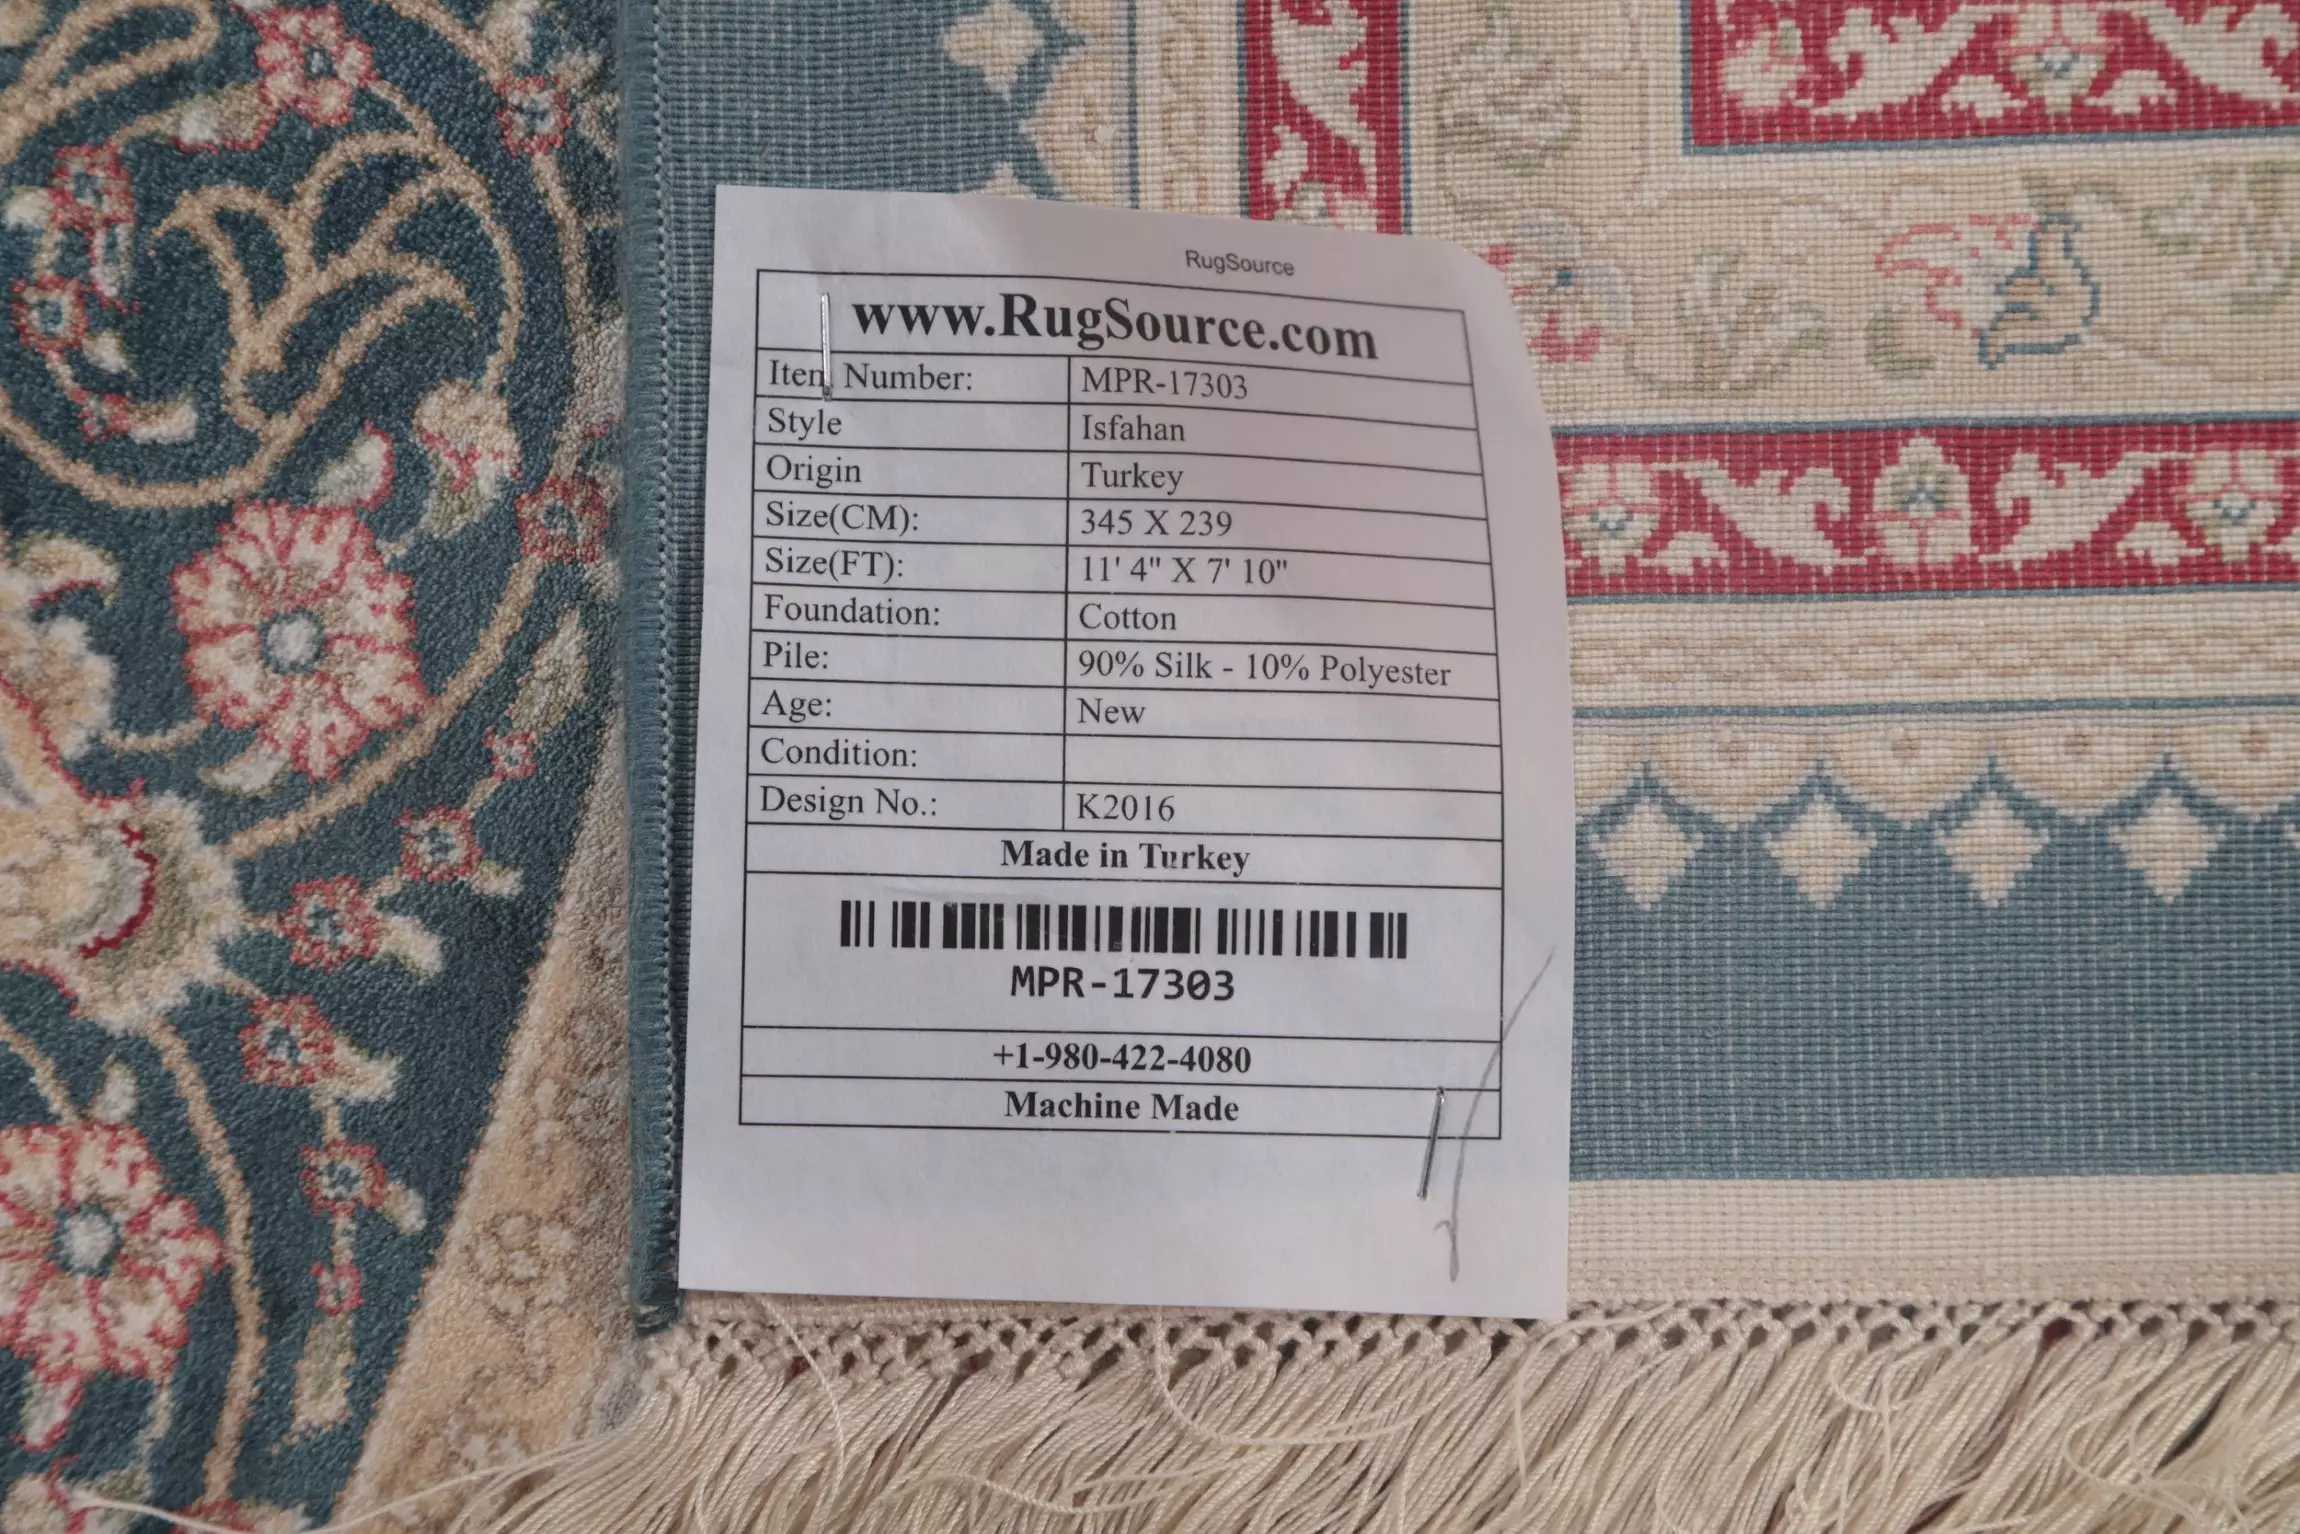 RugSource
www.RugSource.com
Item Number: MPR-17303
Style Isfahan
Origin Turkey
Size(CM): 345 X 239
Size(FT): 11' 4" X 7' 10"
Foundation: Cotton
Pile: 90% Silk - 10% Polyester
Age: New
Condition:
Design No.: K2016
Made in Turkey
MPR-17303
+1-980-422-4080
Machine Made